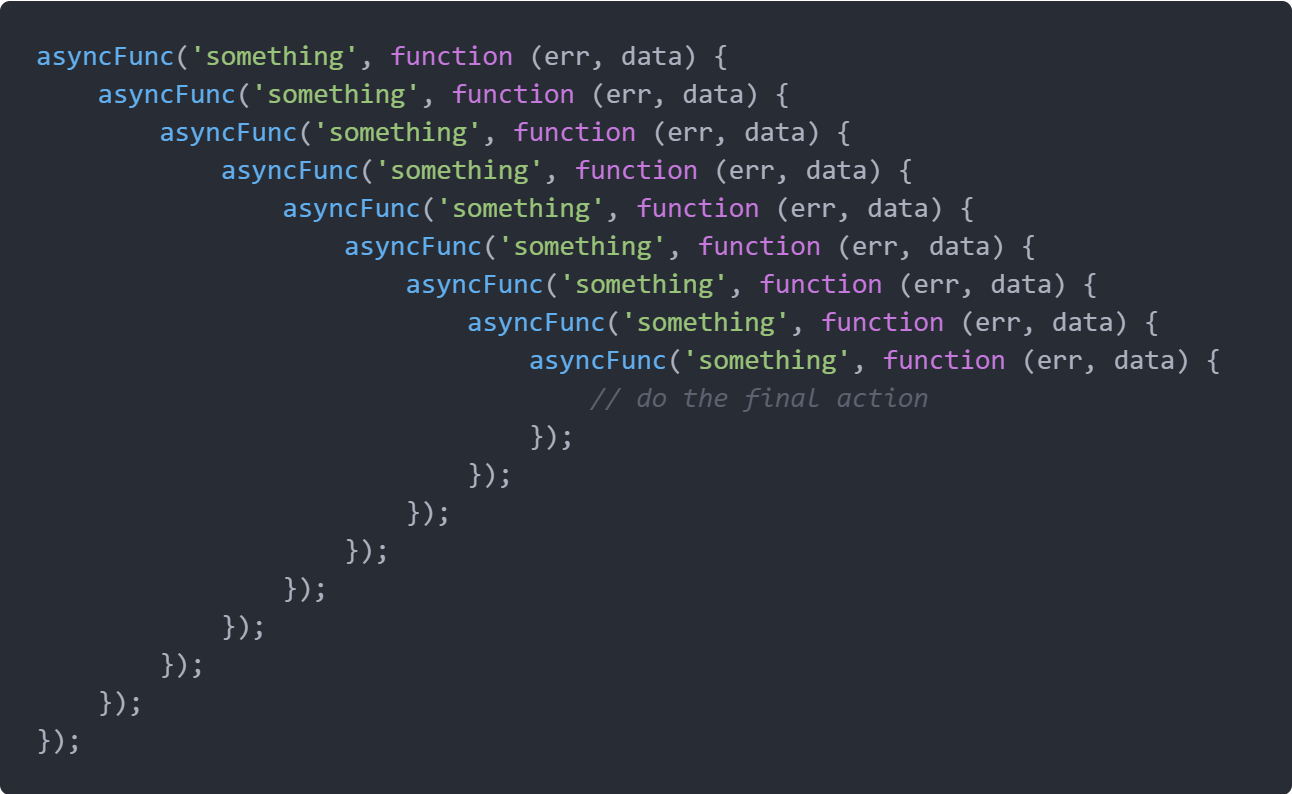 asyncFunc('something', function (err, data) {
    asyncFunc('something', function (err, data) {
        asyncFunc('something', function (err, data) {
            asyncFunc('something', function (err, data) {
                asyncFunc('something', function (err, data) {
                    asyncFunc('something', function (err, data) {
                        asyncFunc('something', function (err, data) {
                            asyncFunc('something', function (err, data) {
                                asyncFunc('something', function (err, data) {
                                    // do the final action
                                });
                            });
                        });
                    });
                });
            });
        });
    });
});